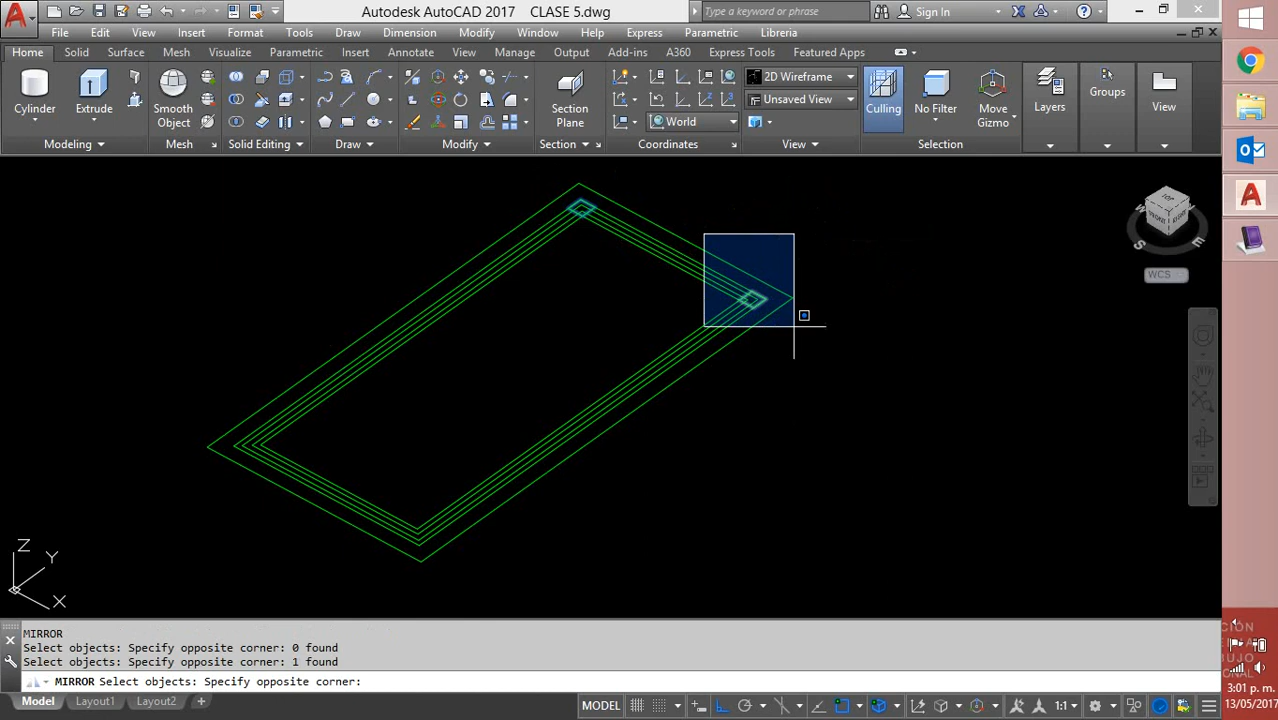 Autodesk AutoCAD 2017 CLASE 5.dwg
Type a keyword or phrase
Sign In
File Edit View Insert Format Tools Draw Dimension Modify Window Help Express Parametric Libreria
Home Solid Surface Mesh Visualize Parametric Insert Annotate View Manage Output Add-ins A360 Express Tools Featured Apps
2D Wireframe
Unsaved View
World
Cylinder
Extrude
Smooth
Object
Section
Plane
Culling
No Filter
Move
Gizmo
Layers
Groups
View
Modeling
Mesh
Solid Editing
Draw
Modify
Section
Coordinates
View
Selection
TOP
S
E
WCS
Z
Y
X
MIRROR
Select objects: Specify opposite corner: 0 found
Select objects: Specify opposite corner: 1 found
MIRROR Select objects: Specify opposite corner:
Model Layout1 Layout2 +
MODEL
1:1
3:01 p. m.
13/05/2017